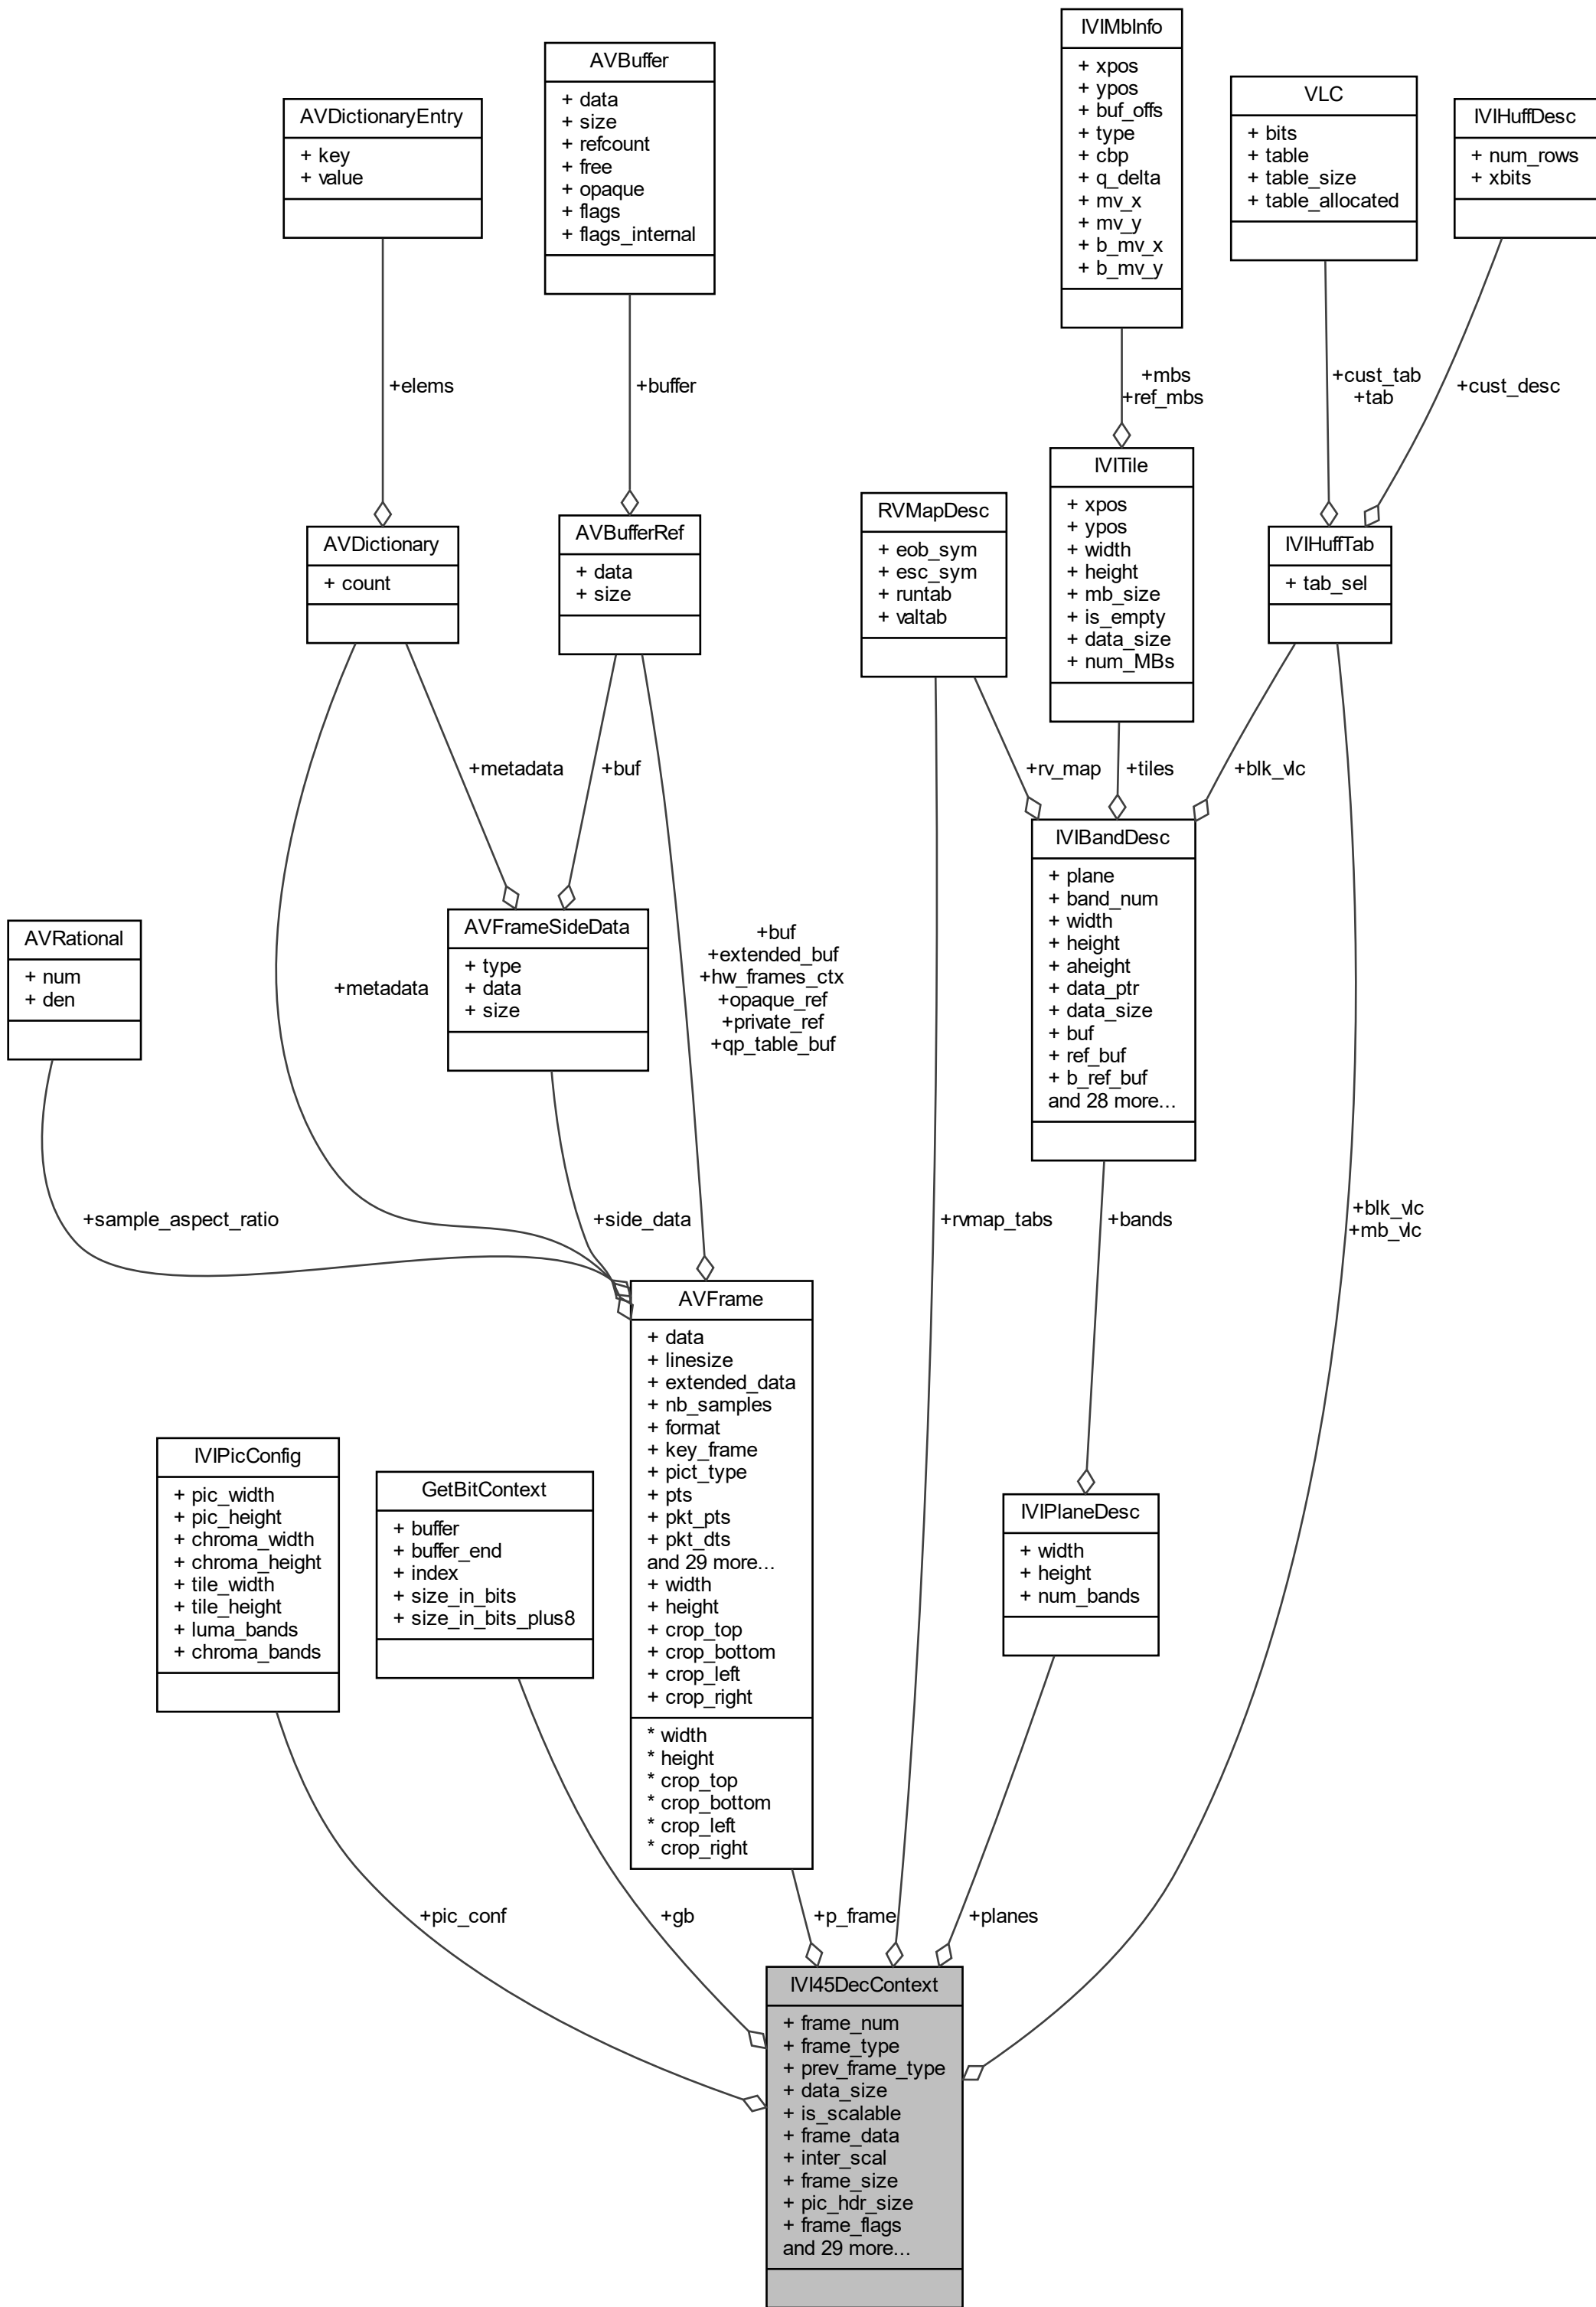 IVIMbInfo
+ xpos
+ ypos
+ buf_offs
+ type
+ cbp
+ q_delta
+ mv_x
+ mv_y
+ b_mv_x
+ b_mv_y
AVBuffer
+ data
+ size
+ refcount
+ free
+ opaque
+ flags
+ flags_internal
VLC
+ bits
+ table
+ table_size
+ table_allocated
AVDictionaryEntry
+ key
+ value
IVIHuffDesc
+ num_rows
+ xbits
+elems
+buffer
+mbs
+ref_mbs
+cust_tab
+tab
+cust_desc
IVITile
+ xpos
+ ypos
+ width
+ height
+ mb_size
+ is_empty
+ data_size
+ num_MBs
RVMapDesc
+ eob_sym
+ esc_sym
+ runtab
+ valtab
AVBufferRef
+ data
+ size
AVDictionary
+ count
IVIHuffTab
+ tab_sel
+metadata
+buf
+rv_map
+tiles
+blk_vlc
IVIBandDesc
+ plane
+ band_num
+ width
+ height
+ aheight
+ data_ptr
+ data_size
+ buf
+ ref_buf
+ b_ref_buf
and 28 more...
AVFrameSideData
+ type
+ data
+ size
AVRational
+ num
+ den
+metadata
+buf
+extended_buf
+hw_frames_ctx
+opaque_ref
+private_ref
+qp_table_buf
+sample_aspect_ratio
+side_data
+rvmap_tabs
+bands
+blk_vlc
+mb_vlc
AVFrame
+ data
+ linesize
+ extended_data
+ nb_samples
+ format
+ key_frame
+ pict_type
+ pts
+ pkt_pts
+ pkt_dts
and 29 more...
+ width
+ height
+ crop_top
+ crop_bottom
+ crop_left
+ crop_right
* width
* height
* crop_top
* crop_bottom
* crop_left
* crop_right
IVIPicConfig
+ pic_width
+ pic_height
+ chroma_width
+ chroma_height
+ tile_width
+ tile_height
+ luma_bands
+ chroma_bands
GetBitContext
+ buffer
+ buffer_end
+ index
+ size_in_bits
+ size_in_bits_plus8
IVIPlaneDesc
+ width
+ height
+ num_bands
+pic_conf
+gb
+p_frame
+planes
IVI45DecContext
+ frame_num
+ frame_type
+ prev_frame_type
+ data_size
+ is_scalable
+ frame_data
+ inter_scal
+ frame_size
+ pic_hdr_size
+ frame_flags
and 29 more...